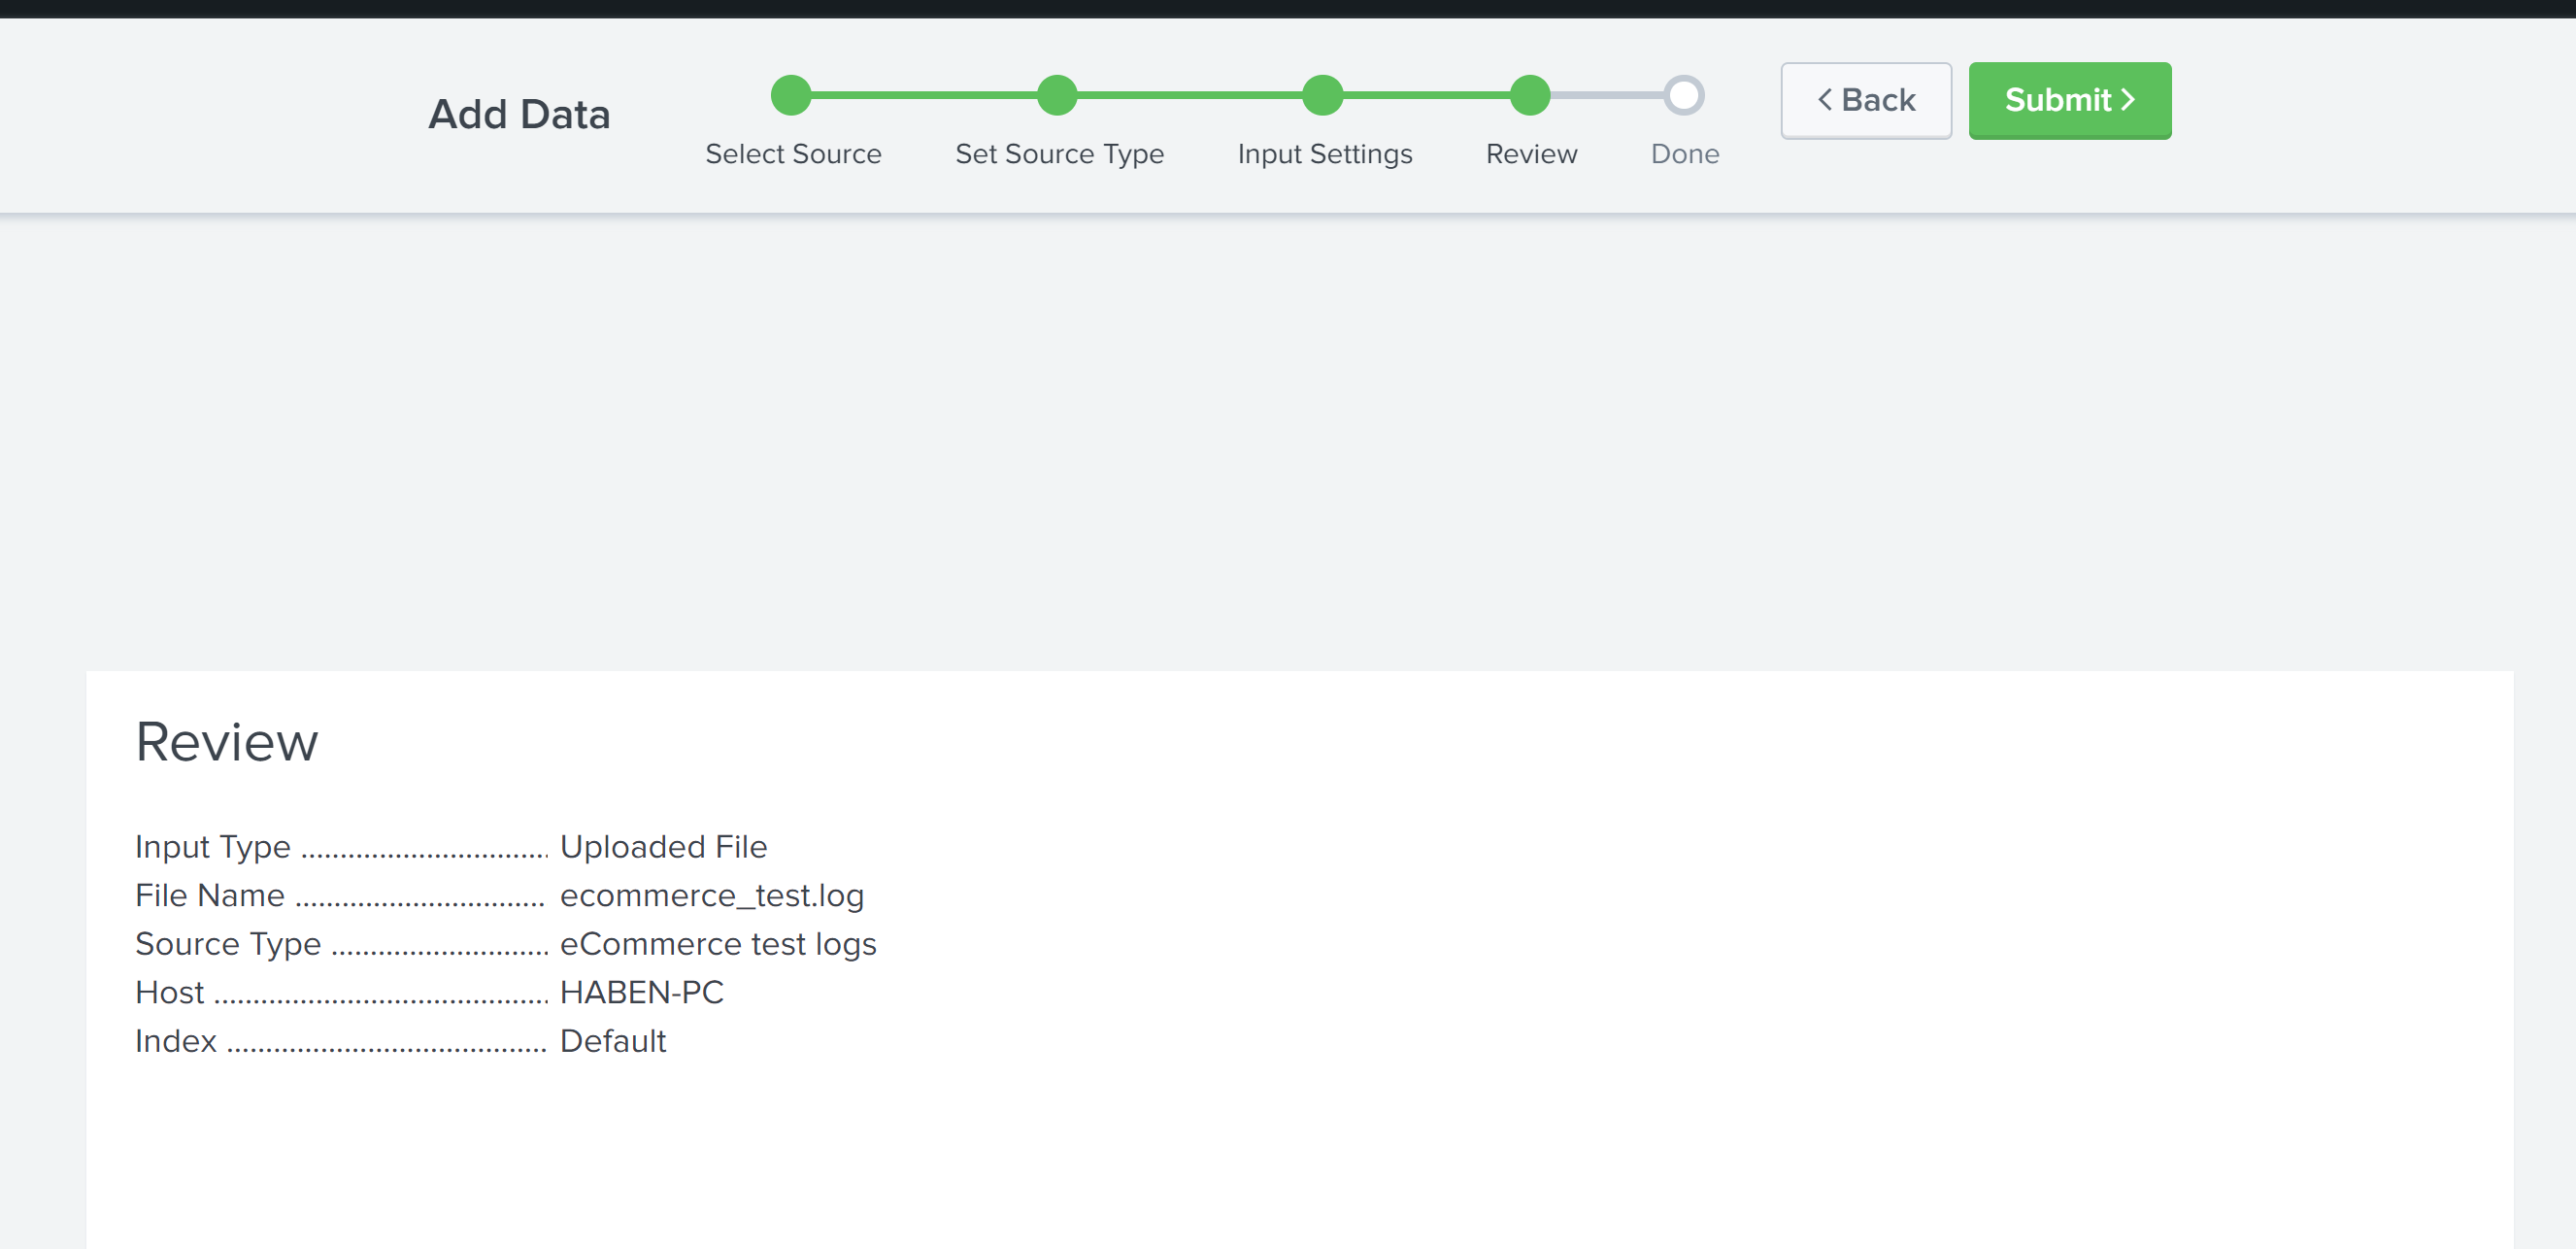 Add Data
Select Source
Set Source Type
Input Settings
Review
Done
Back
Submit
Review
Input Type ................................ Uploaded File
File Name ................................ ecommerce_test.log
Source Type ............................ eCommerce test logs
Host ........................................... HABEN-PC
Index ......................................... Default